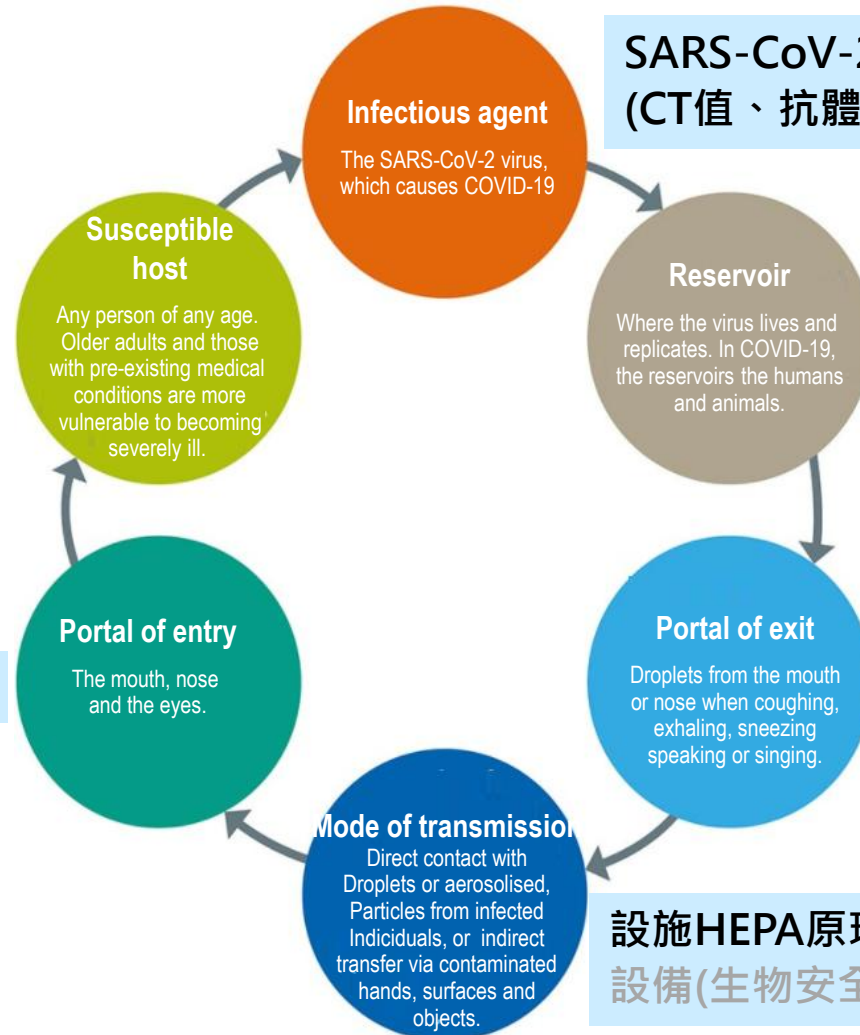 SARS-CoV-2
(CT值、抗體
Infectious agent
The SARS-CoV-2 virus,
which causes COVID-19
Susceptible
host
Any person of any age.
Older adults and those
with pre-existing medical
conditions are more
vulnerable to becoming
severely ill.
Reservoir
Where the virus lives and
replicates. In COVID-19,
the reservoirs the humans
and animals.
Portal of entry
The mouth, nose
and the eyes.
Portal of exit
Droplets from the mouth
or nose when coughing,
exhaling, sneezing
speaking or singing.
Mode of transmission
Direct contact with
Droplets or aerosolised,
Particles from infected
Indiciduals, or indirect
transfer via contaminated
hands, surfaces and
objects.
設施HEPA原
設備(生物安全